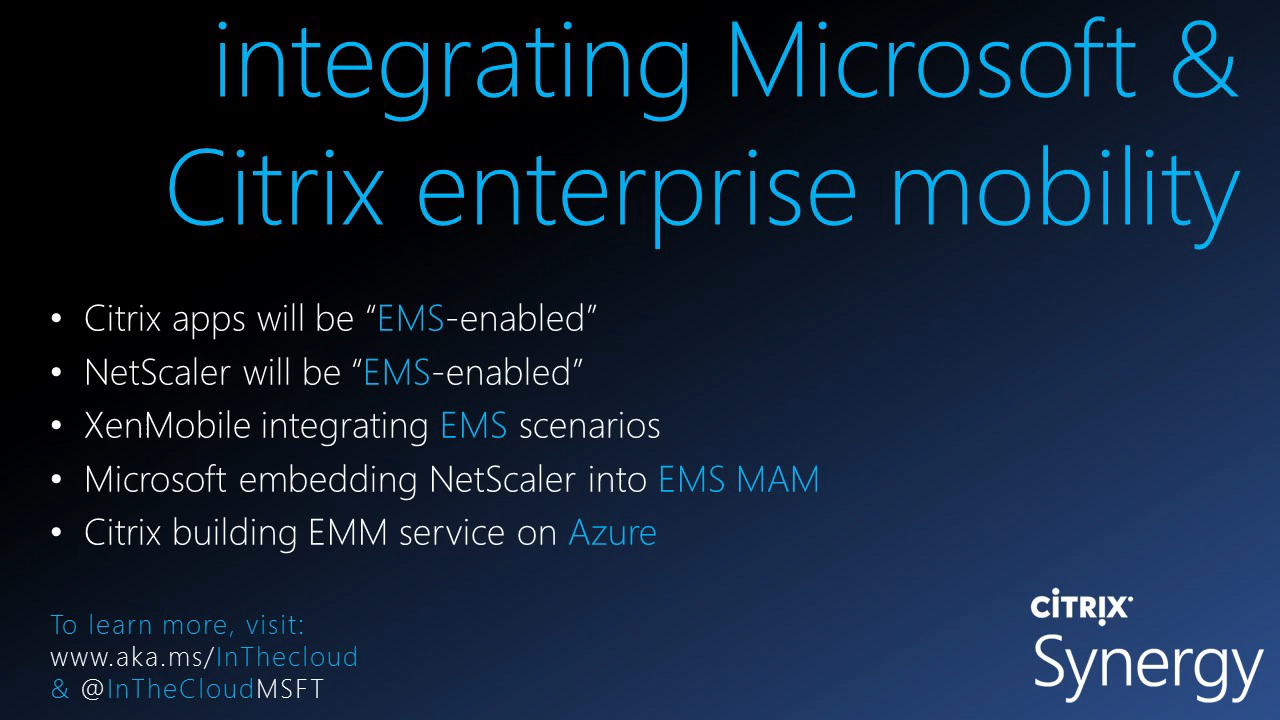 integrating Microsoft &
Citrix enterprise mobility
• Citrix apps will be “EMS-enabled”
• NetScaler will be “EMS-enabled”
• XenMobile integrating EMS scenarios
• Microsoft embedding NetScaler into EMS MAM
• Citrix building EMM service on Azure
To learn more, visit:
www.aka.ms/InThecloud
& @InTheCloudMSFT
CITRIX
Synergy